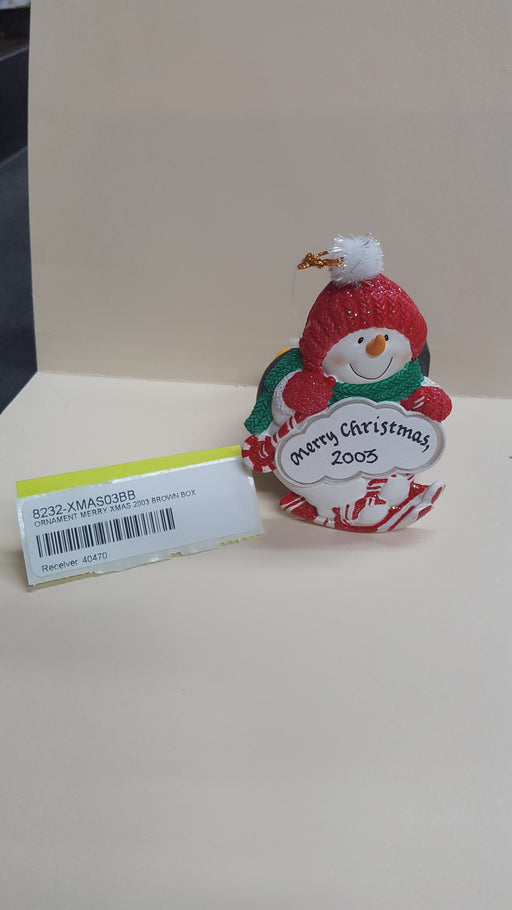 Merry Christmas,
2003
8232-XMAS03BB
ORNAMENT MERRY XMAS 2003 BROWN BOX
Receiver 40470